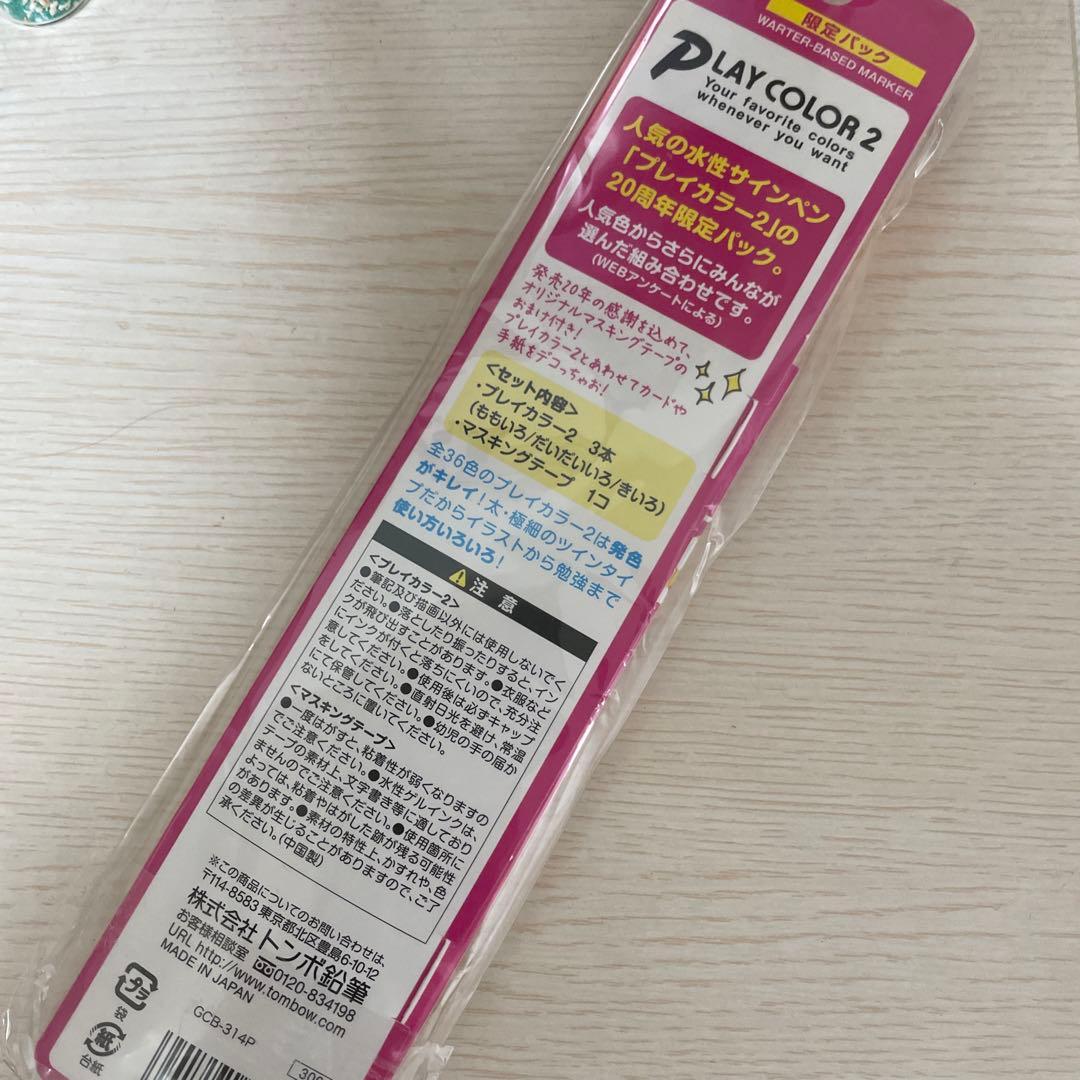 限定パック
WARTER-BASED MARKER
PLAY COLOR 2
Your favorite colors
whenever you want
人気の水性サインペン
「プレイカラー2」の
20周年限定パック。
人気色からさらにみんなが
選んだ組み合わせです。
(WEBアンケートによる)
発売20年の感謝を込めて、
オリジナルマスキングテープの
おまけ付き!
プレイカラー2とあわせてカードや
手紙をデコっちゃお!
<セット内容>
・プレイカラー2 3本
(ももいろ/だいだいいろ/きいろ)
・マスキングテープ 1コ
全36色のプレイカラー2は発色
がキレイ!太・極細のツインタイ
プだからイラストから勉強まで
使い方いろいろ!
注意
<プレイカラー2>
●筆記及び描画以外には使用しないでく
ださい。●落としたり振ったりすると、イン
クが飛び出すことがあります。●衣服など
にインクが付くと落ちにくいので、充分注
意してください。●使用後は必ずキャップ
をしてください。●直射日光を避け、常温
にて保管してください。●幼児の手の届か
ないところに置いてください。
<マスキングテープ>
●一度はがすと、粘着性が弱くなりますの
でご注意ください。●水性ゲルインクは、
テープの素材上、文字書き等に適しており
ませんのでご注意ください。●使用箇所に
よっては、粘着やはがした跡が残る可能性
があります。●素材の特性上、かすれや、色
の差異が生じることがありますので、ご了
承ください。(中国製)
※この商品についてのお問い合わせは、
〒114-8583 東京都北区豊島6-10-12
株式会社トンボ鉛筆
お客様相談室 0120-834198
URL http://www.tombow.com
MADE IN JAPAN
GCB-314P
プラ
袋
紙
台紙
300